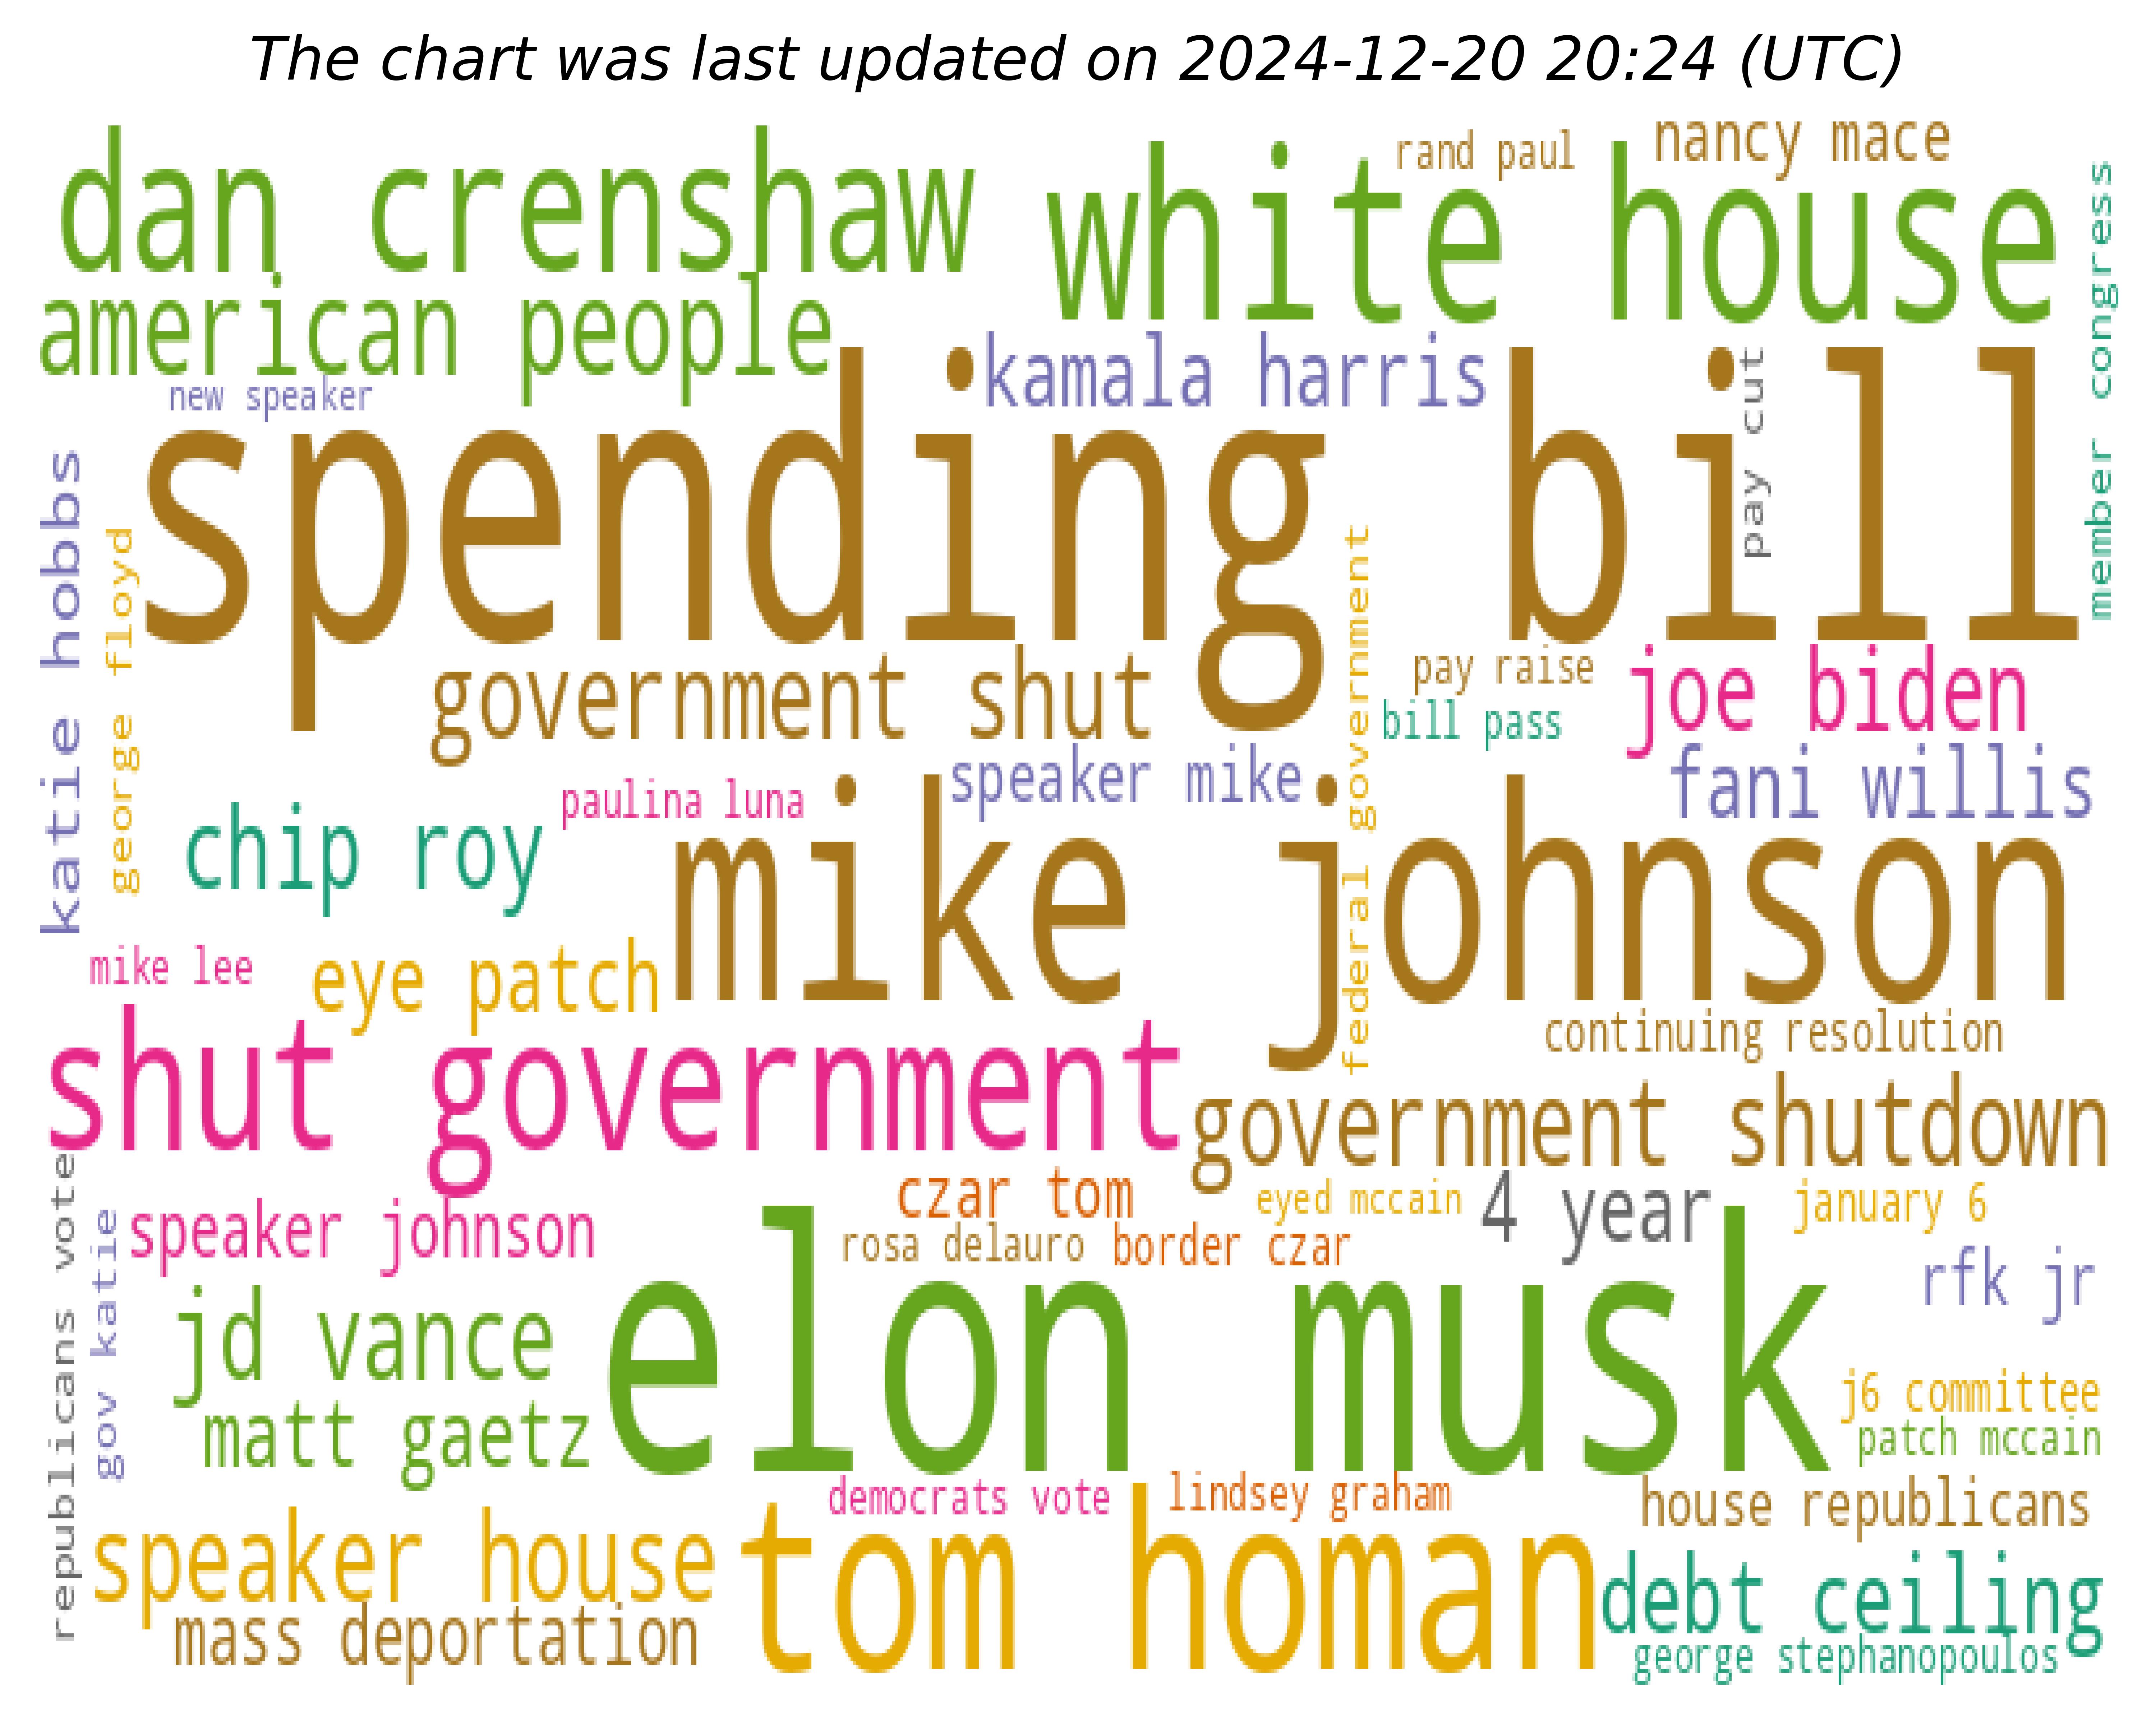 The chart was last updated on 2024-12-20 20:24 (UTC)
dan crenshaw
white house
rand paul
nancy mace
member congress
american people
kamala harris
pay cut
new speaker
spending bill
katie hobbs
george floyd
federal government
government shut
pay raise
joe biden
bill pass
speaker mike
fani willis
paulina luna
chip roy
mike johnson
mike lee
eye patch
continuing resolution
shut government
government shutdown
republicans vote
gov katie
speaker johnson
czar tom
eyed mccain
4 year
january 6
rosa delauro
border czar
rfk jr
jd vance
elon musk
j6 committee
matt gaetz
patch mccain
democrats vote
lindsey graham
house republicans
speaker house
tom homan
debt ceiling
mass deportation
george stephanopoulos